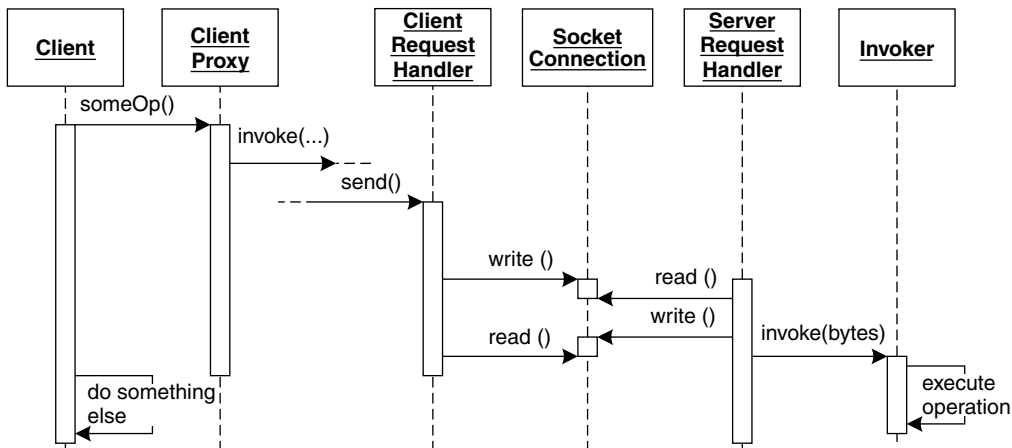 Client
Client
Proxy
Client
Request
Handler
Socket
Connection
Server
Request
Handler
Invoker
someOp()
invoke(...)
send()
write ()
read ()
write ()
read ()
invoke(bytes)
do something
else
execute
operation